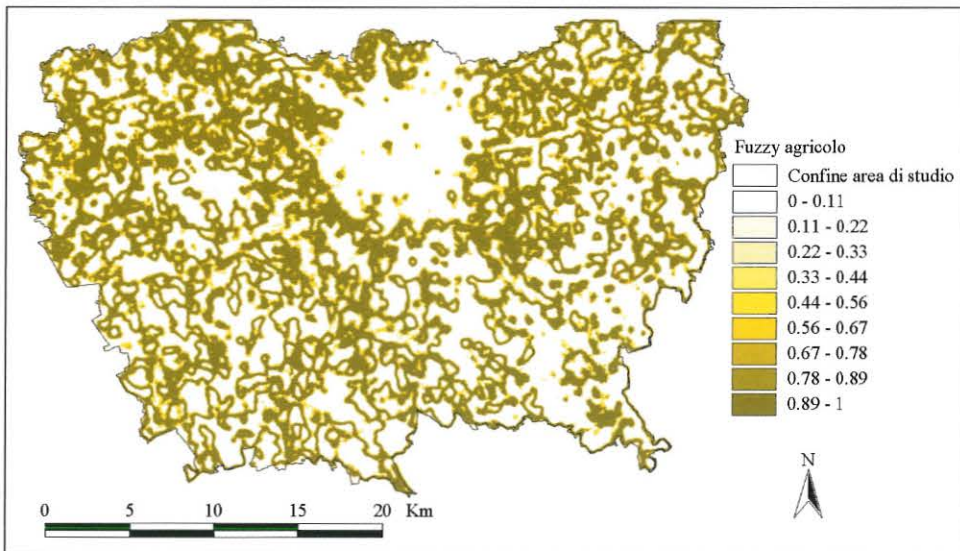 Fuzzy agricolo
Confine area di studio
0 - 0.11
0.11 - 0.22
0.22 - 0.33
0.33 - 0.44
0.44 - 0.56
0.56 - 0.67
0.67 - 0.78
0.78 - 0.89
0.89 - 1
N
0 5 10 15 20 Km